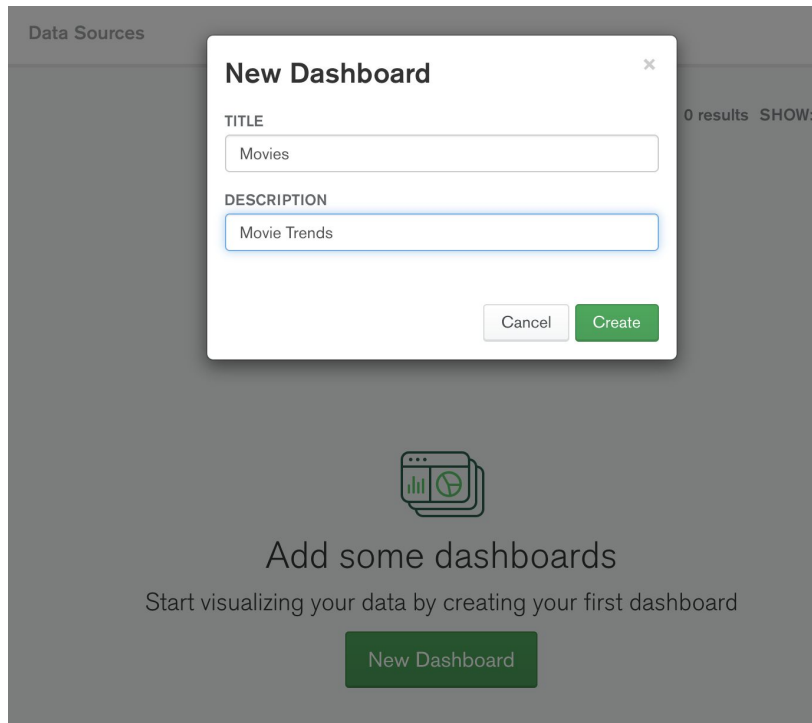 Data Sources
New Dashboard
×
0 results SHOW:
TITLE
Movies
DESCRIPTION
Movie Trends
Cancel
Create
Add some dashboards
Start visualizing your data by creating your first dashboard
New Dashboard